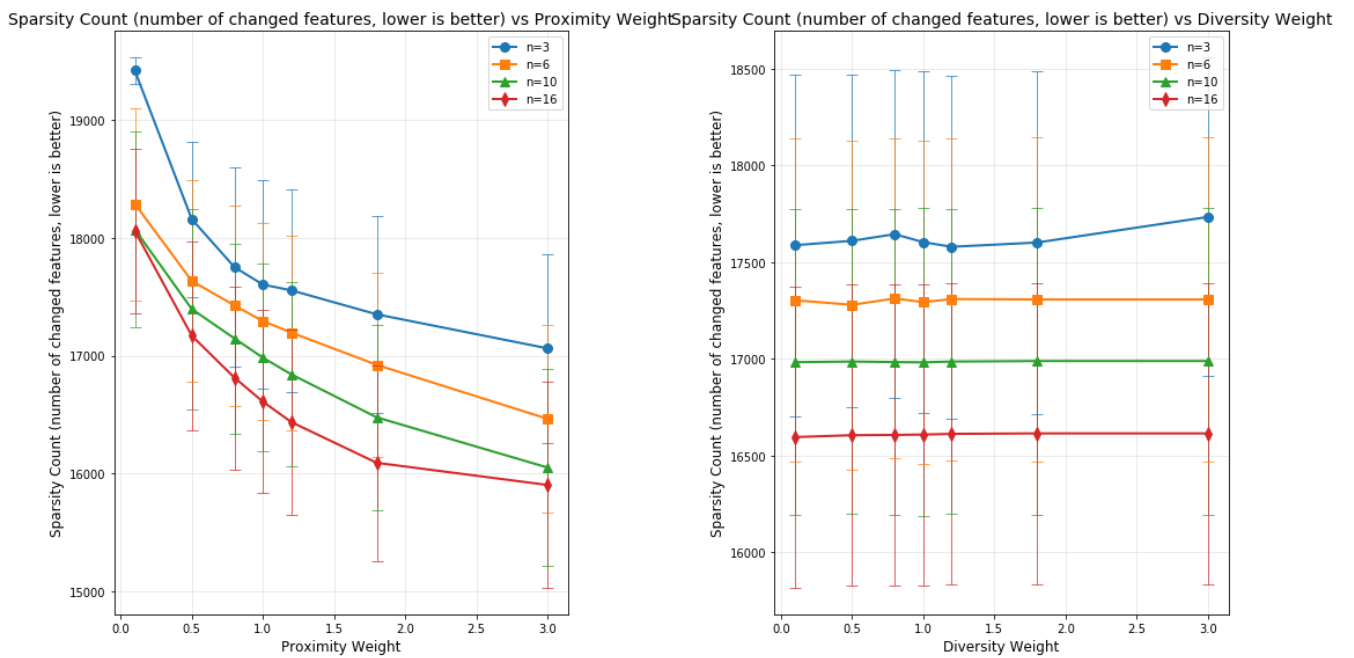 Sparsity Count (number of changed features, lower is better) vs Proximity Weight
Sparsity Count (number of changed features, lower is better)
19000
18000
17000
16000
15000
n=3
n=6
n=10
n=16
0.0 0.5 1.0 1.5 2.0 2.5 3.0
Proximity Weight
Sparsity Count (number of changed features, lower is better) vs Diversity Weight
Sparsity Count (number of changed features, lower is better)
18500
18000
17500
17000
16500
16000
n=3
n=6
n=10
n=16
0.0 0.5 1.0 1.5 2.0 2.5 3.0
Diversity Weight